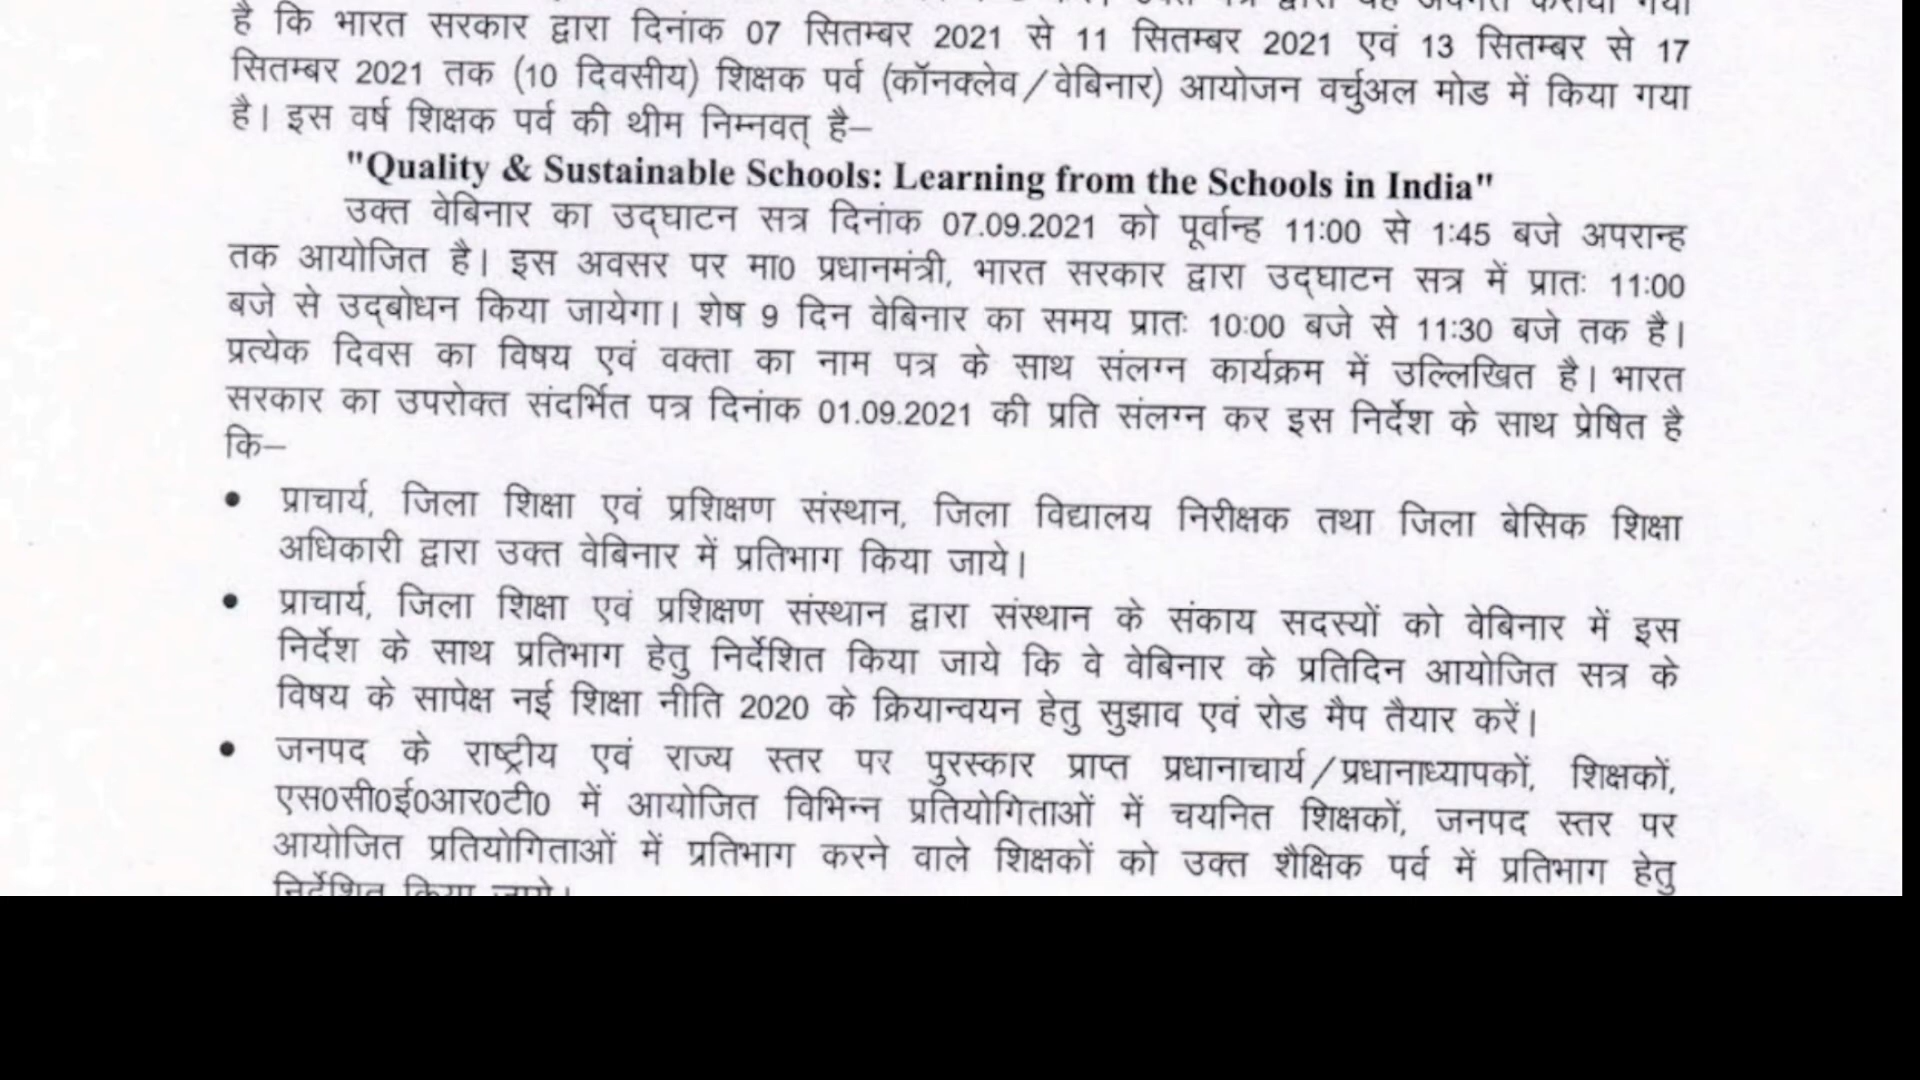 है कि भारत सरकार द्वारा दिनांक 07 सितम्बर 2021 से 11 सितम्बर 2021 एवं 13 सितम्बर से 17
सितम्बर 2021 तक (10 दिवसीय) शिक्षक पर्व (कॉनक्लेव/वेबिनार) आयोजन वर्चुअल मोड में किया गया
है। इस वर्ष शिक्षक पर्व की थीम निम्नवत् है–
"Quality & Sustainable Schools: Learning from the Schools in India"
उक्त वेबिनार का उद्घाटन सत्र दिनांक 07.09.2021 को पूर्वान्ह 11:00 से 1:45 बजे अपरान्ह
तक आयोजित है। इस अवसर पर मा0 प्रधानमंत्री, भारत सरकार द्वारा उद्घाटन सत्र में प्रातः 11:00
बजे से उद्बोधन किया जायेगा। शेष 9 दिन वेबिनार का समय प्रातः 10:00 बजे से 11:30 बजे तक है।
प्रत्येक दिवस का विषय एवं वक्ता का नाम पत्र के साथ संलग्न कार्यक्रम में उल्लिखित है। भारत
सरकार का उपरोक्त संदर्भित पत्र दिनांक 01.09.2021 की प्रति संलग्न कर इस निर्देश के साथ प्रेषित है
कि–
• प्राचार्य, जिला शिक्षा एवं प्रशिक्षण संस्थान, जिला विद्यालय निरीक्षक तथा जिला बेसिक शिक्षा
अधिकारी द्वारा उक्त वेबिनार में प्रतिभाग किया जाये।
• प्राचार्य, जिला शिक्षा एवं प्रशिक्षण संस्थान द्वारा संस्थान के संकाय सदस्यों को वेबिनार में इस
निर्देश के साथ प्रतिभाग हेतु निर्देशित किया जाये कि वे वेबिनार के प्रतिदिन आयोजित सत्र के
विषय के सापेक्ष नई शिक्षा नीति 2020 के क्रियान्वयन हेतु सुझाव एवं रोड मैप तैयार करें।
• जनपद के राष्ट्रीय एवं राज्य स्तर पर पुरस्कार प्राप्त प्रधानाचार्य/प्रधानाध्यापकों, शिक्षकों,
एस0सी0ई0आर0टी0 में आयोजित विभिन्न प्रतियोगिताओं में चयनित शिक्षकों, जनपद स्तर पर
आयोजित प्रतियोगिताओं में प्रतिभाग करने वाले शिक्षकों को उक्त शैक्षिक पर्व में प्रतिभाग हेतु
निर्देशित किया जाये।